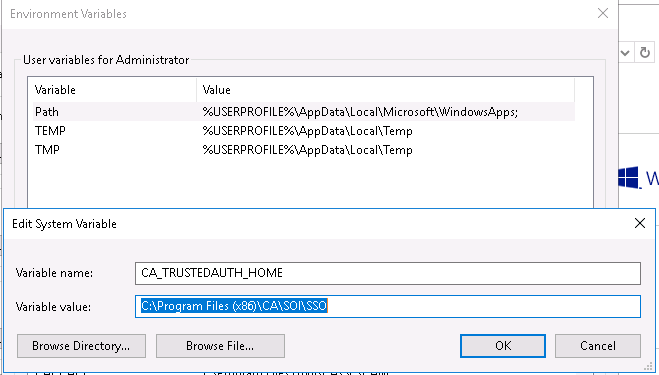 Environment Variables
User variables for Administrator
Variable Value
Path %USERPROFILE%\AppData\Local\Microsoft\WindowsApps;
TEMP %USERPROFILE%\AppData\Local\Temp
TMP %USERPROFILE%\AppData\Local\Temp
Edit System Variable
Variable name: CA_TRUSTEDAUTH_HOME
Variable value: C:\Program Files (x86)\CA\SOI\SSO
Browse Directory... Browse File... OK Cancel